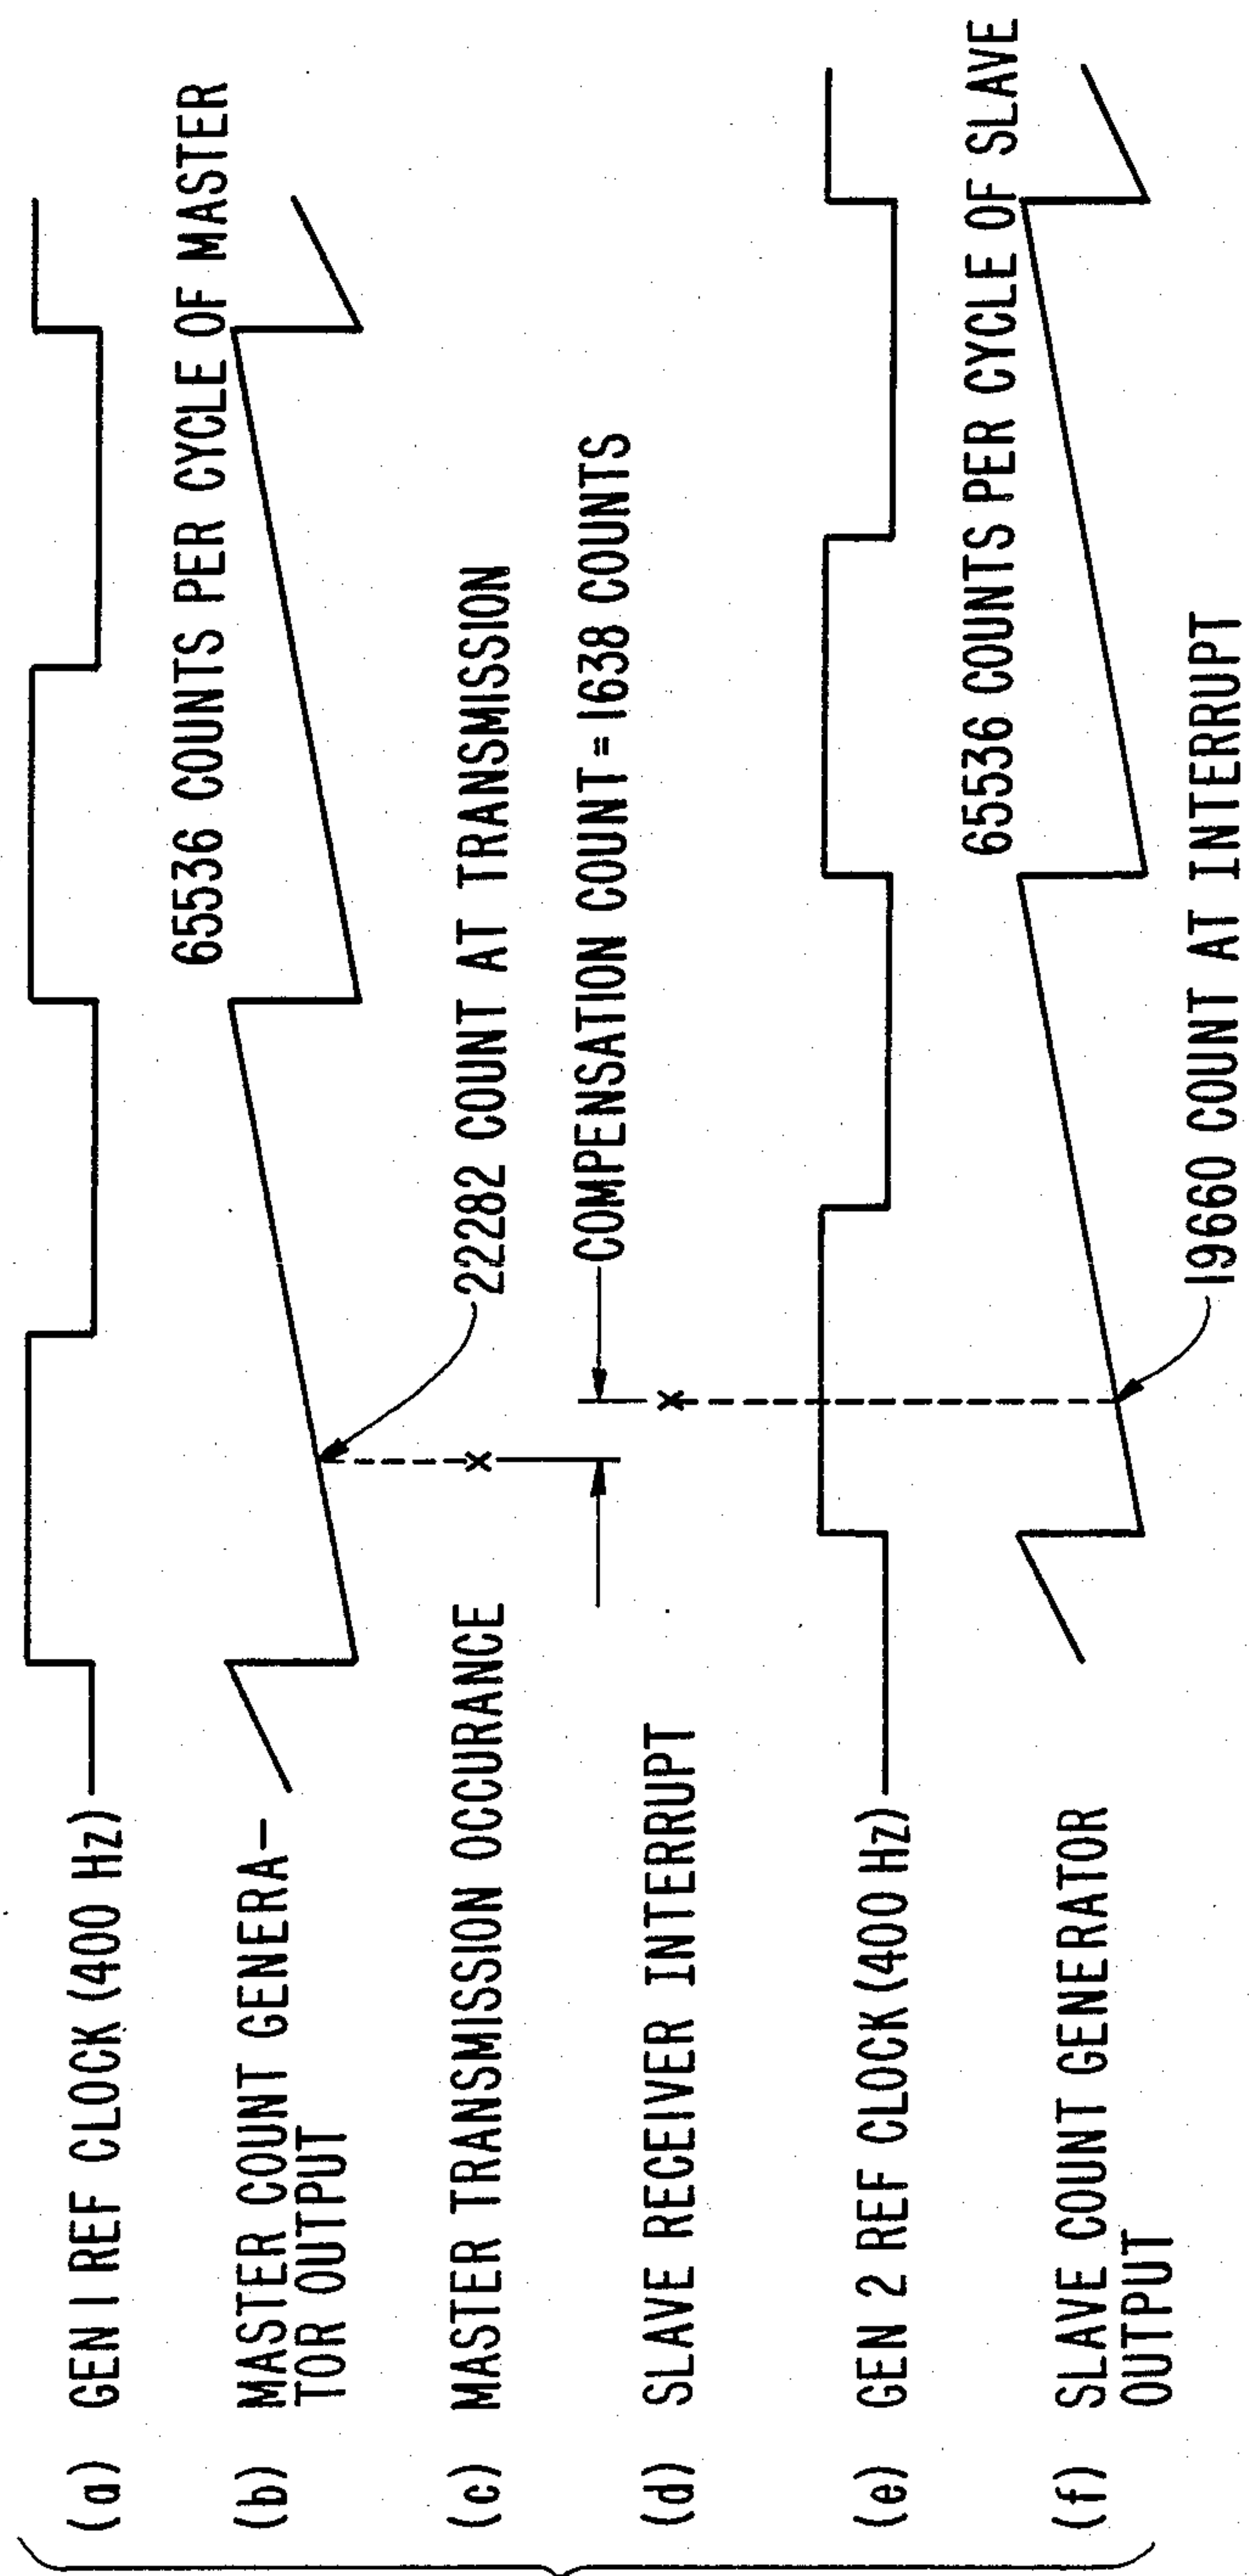 (a) GEN 1 REF CLOCK (400 Hz)
65536 COUNTS PER CYCLE OF MASTER
(b) MASTER COUNT GENERA-
TOR OUTPUT
22282 COUNT AT TRANSMISSION
(c) MASTER TRANSMISSION OCCURANCE
COMPENSATION COUNT = 1638 COUNTS
(d) SLAVE RECEIVER INTERRUPT
(e) GEN 2 REF CLOCK (400 Hz)
65536 COUNTS PER CYCLE OF SLAVE
(f) SLAVE COUNT GENERATOR
OUTPUT
19660 COUNT AT INTERRUPT